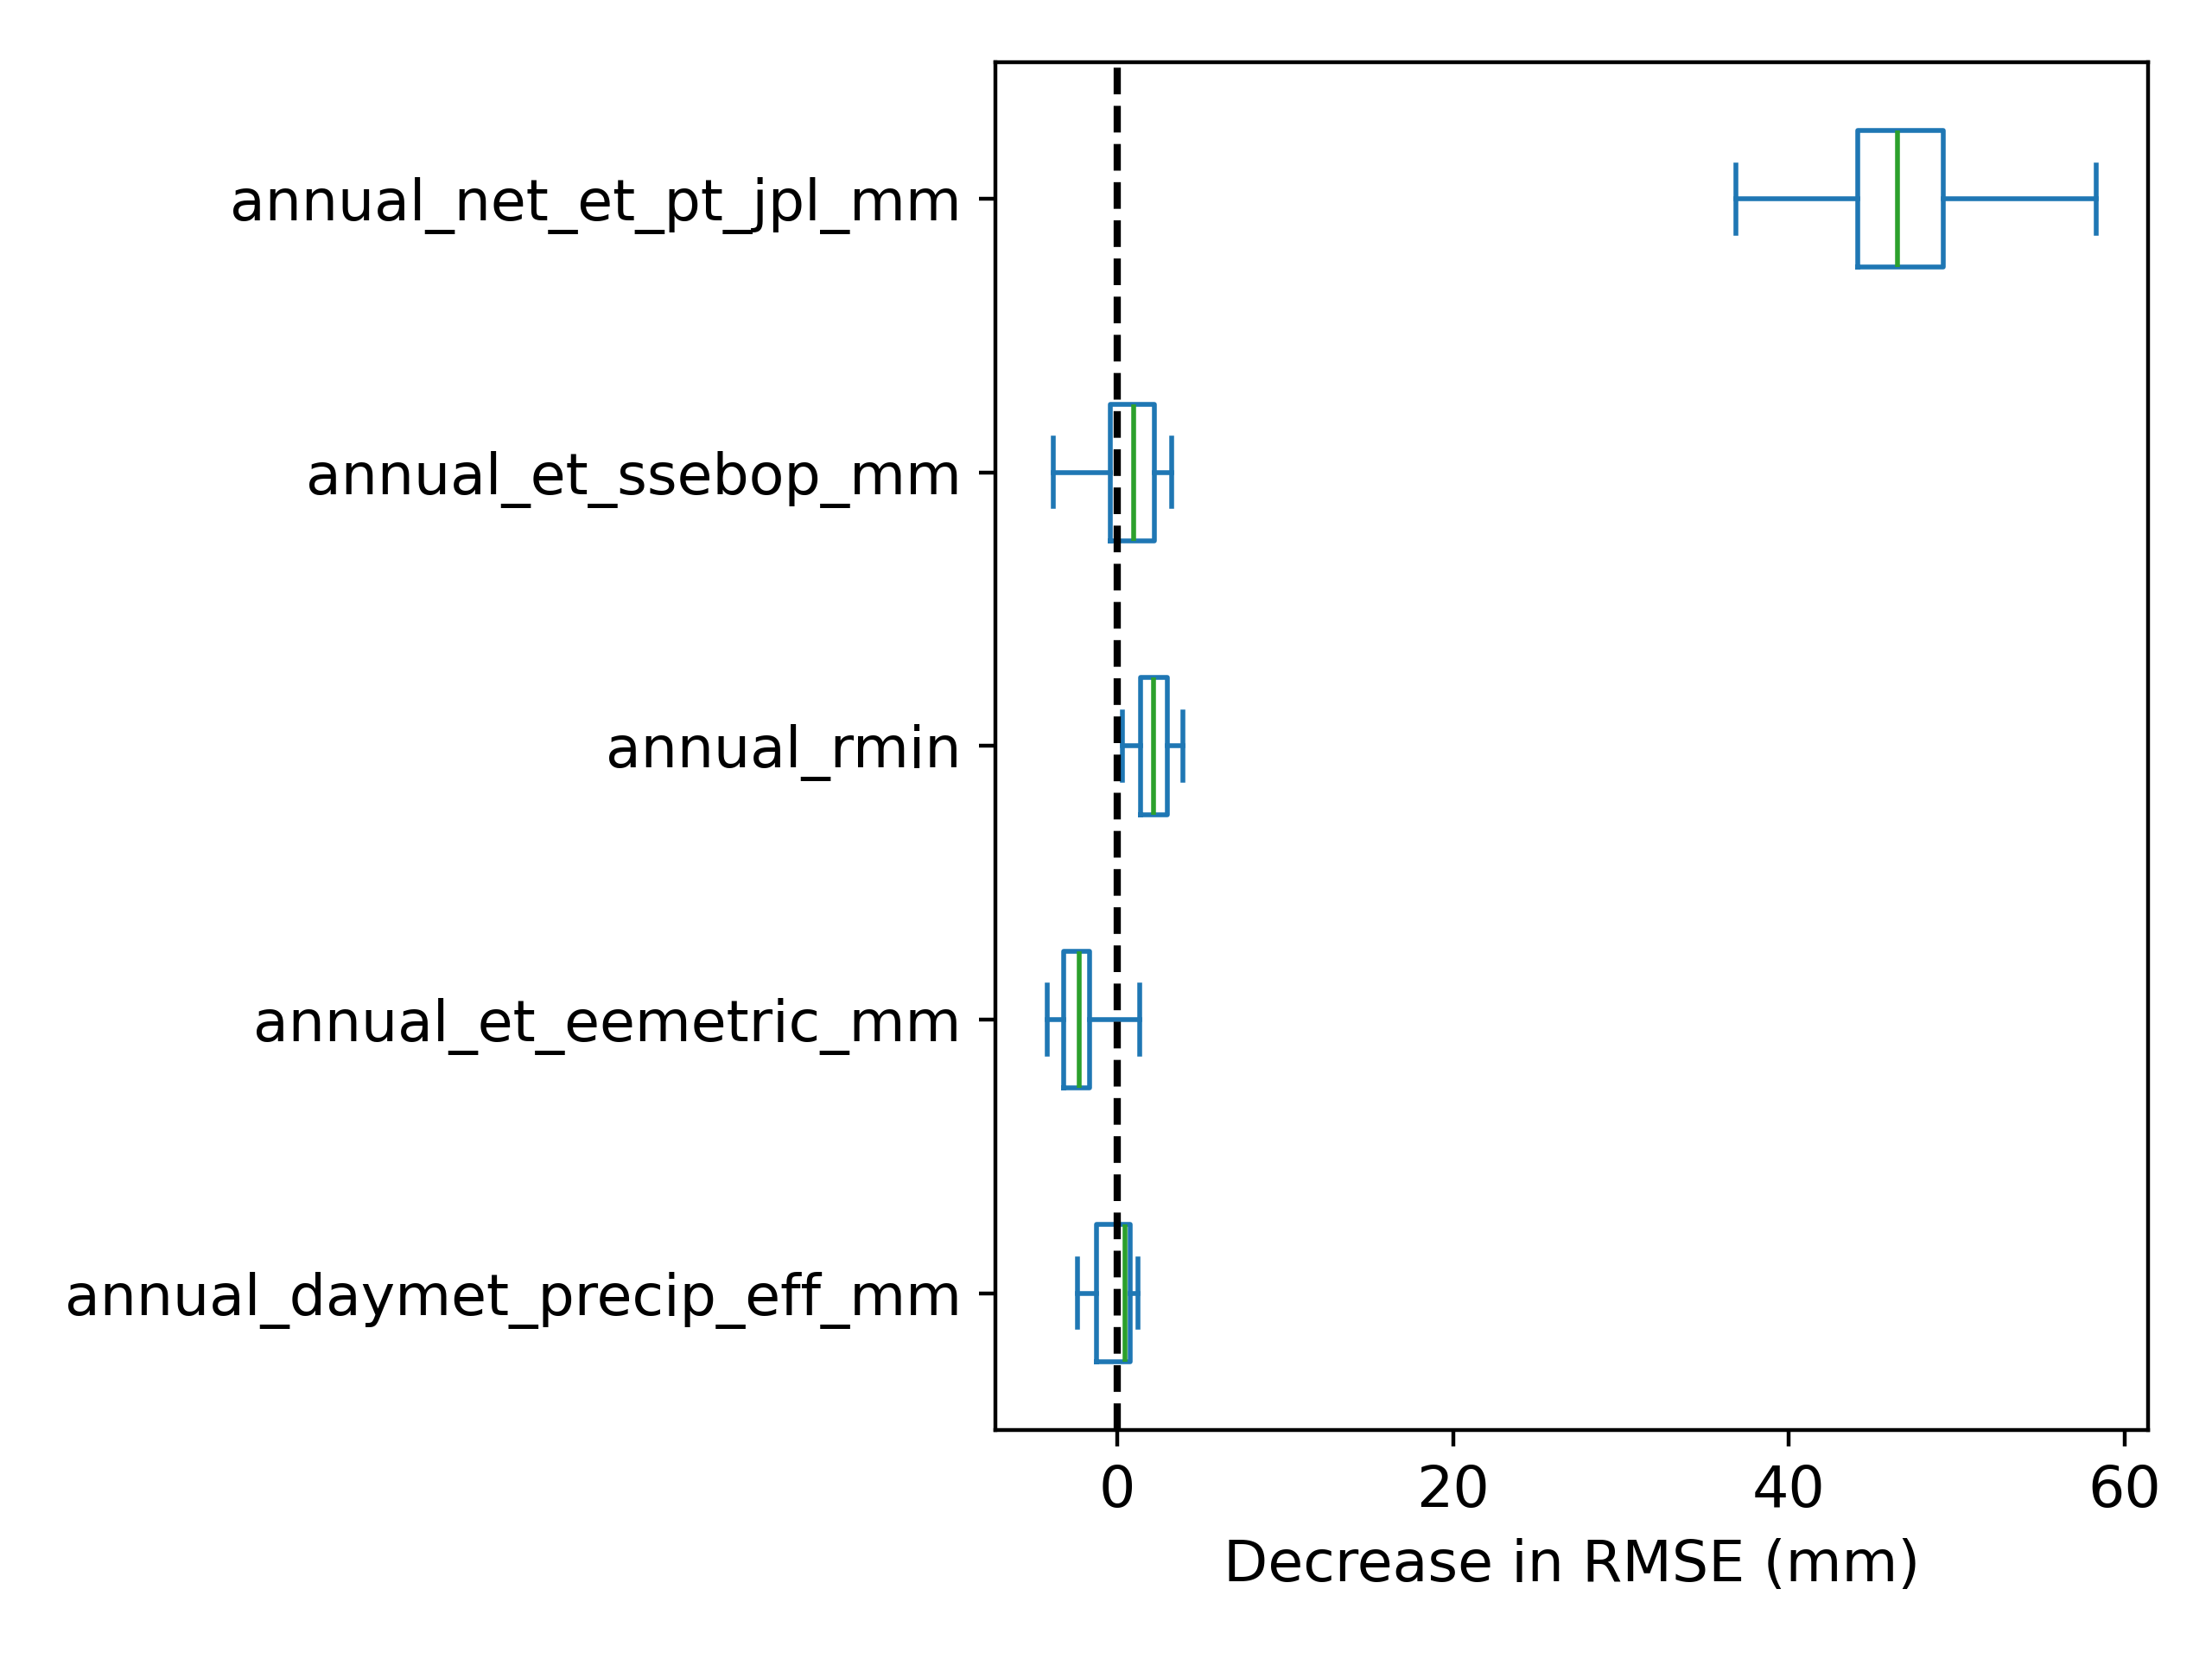 annual_net_et_pt_jpl_mm
annual_et_ssebop_mm
annual_rmin
annual_et_eemetric_mm
annual_daymet_precip_eff_mm
0 20 40 60
Decrease in RMSE (mm)